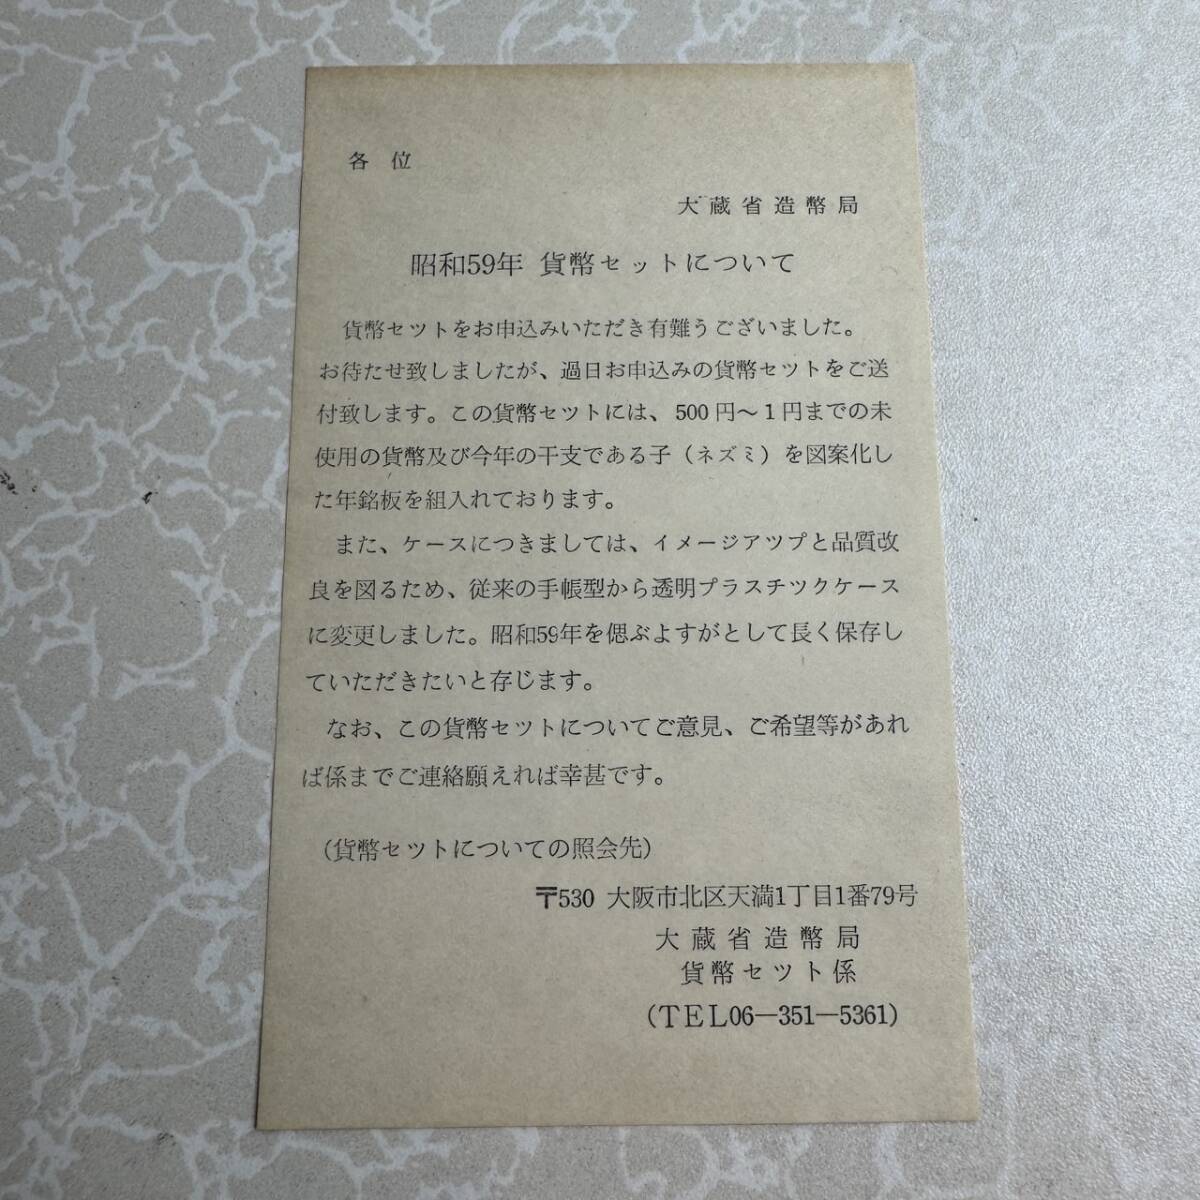 各　位
大蔵省造幣局
昭和59年 貨幣セットについて
貨幣セツトをお申込みいただき有難うございました。
お待たせ致しましたが、過日お申込みの貨幣セツトをご送
付致します。この貨幣セツトには、500円〜1円までの未
使用の貨幣及び今年の干支である子（ネズミ）を図案化し
た年銘板を組入れております。
また、ケースにつきましては、イメージアツプと品質改
良を図るため、従来の手帳型から透明プラスチツクケース
に変更しました。昭和59年を偲ぶよすがとして長く保存し
ていただきたいと存じます。
なお、この貨幣セツトについてご意見、ご希望等があれ
ば係までご連絡願えれば幸甚です。
（貨幣セツトについての照会先）
〒530 大阪市北区天満1丁目1番79号
大蔵省造幣局
貨幣セツト係
（TEL06―351―5361）